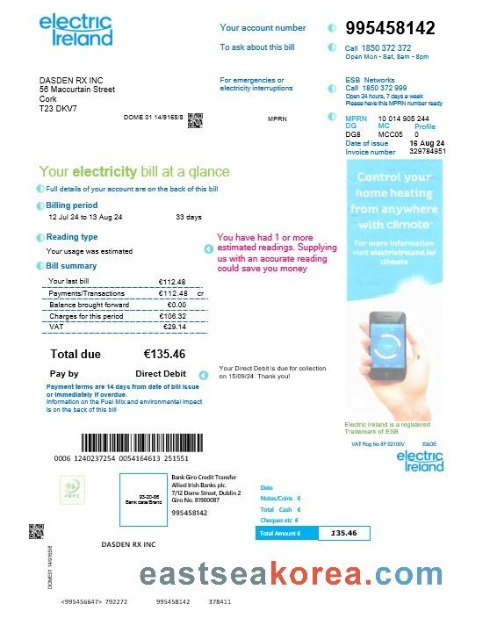 electric Ireland
Your account number 995458142
To ask about this bill Call 1850 372 372
Open Mon - Sat, 8am - 8pm
DASDEN RX INC
56 Maccurtain Street
Cork
T23 DKV7
For emergencies or electricity interruptions
ESB Networks
Call 1850 372 999
Open 24 hours, 7 days a week
Please have this MPRN number ready
DOME 01 14/9165/8
MPRN
MPRN 10 014 905 244
DG MC Profile
DG8 MCC05 0
Date of issue 16 Aug 24
Invoice number 329784951
Your electricity bill at a glance
Full details of your account are on the back of this bill
Billing period
12 Jul 24 to 13 Aug 24 33 days
Reading type
Your usage was estimated
You have had 1 or more
estimated readings. Supplying
us with an accurate reading
could save you money
Bill summary
Your last bill €112.48
Payments/Transactions €112.48 cr
Balance brought forward €0.00
Charges for this period €106.32
VAT €29.14
Total due €135.46
Pay by Direct Debit
Your Direct Debit is due for collection
on 15/09/24. Thank you!
Payment terms are 14 days from date of bill issue
or immediately if overdue.
Information on the Fuel Mix and environmental impact
is on the back of this bill
Control your
home heating
from anywhere
with climote
For more information
visit electricireland.ie/
climote
Electric Ireland is a registered
Trademark of ESB
E&OE
electric Ireland
0006 1240237254 0054164613 251551
Bank Giro Credit Transfer
Allied Irish Banks plc.
7/12 Dame Street, Dublin 2
Giro No. 81900087
995458142
93-20-86
Bank date/Brand
Date
Notes/Coins €
Total Cash €
Cheques etc €
Total Amount € 135.46
DASDEN RX INC
DOME01 14/9165/8
eastseakorea.com
<995456647> 792272 995458142 378411